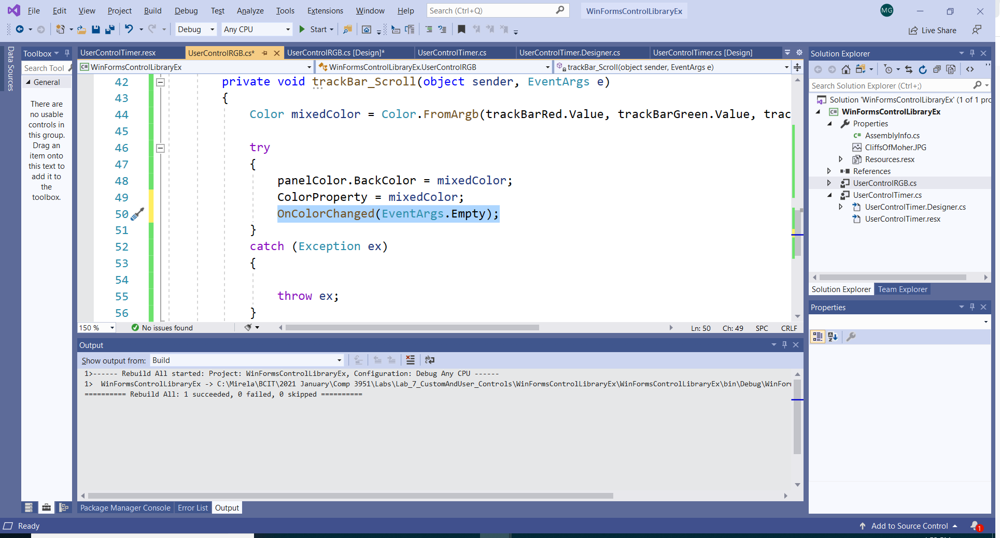 File Edit View Project Build Debug Test Analyze Tools Extensions Window Help Search (Ctrl+Q) WinFormsControlLibraryEx MG
Debug Any CPU Start Live Share
Data Sources
Toolbox
Search Tool
General
There are
no usable
controls in
this group.
Drag an
item onto
this text to
add it to
the
toolbox.
UserControlTimer.resx UserControlRGB.cs* UserControlRGB.cs [Design]* UserControlTimer.cs UserControlTimer.Designer.cs UserControlTimer.cs [Design]
C# WinFormsControlLibraryEx WinFormsControlLibraryEx.UserControlRGB trackBar_Scroll(object sender, EventArgs e)
42 private void trackBar_Scroll(object sender, EventArgs e)
43 {
44 Color mixedColor = Color.FromArgb(trackBarRed.Value, trackBarGreen.Value, trac
45
46 try
47 {
48 panelColor.BackColor = mixedColor;
49 ColorProperty = mixedColor;
50 OnColorChanged(EventArgs.Empty);
51 }
52 catch (Exception ex)
53 {
54
55 throw ex;
56 }
150 % No issues found Ln: 50 Ch: 49 SPC CRLF
Output
Show output from: Build
1>------ Rebuild All started: Project: WinFormsControlLibraryEx, Configuration: Debug Any CPU ------
1> WinFormsControlLibraryEx -> C:\Mirela\BCIT\2021 January\Comp 3951\Labs\Lab_7_CustomAndUser_Controls\WinFormsControlLibraryEx\WinFormsControlLibraryEx\bin\Debug\WinFor
========== Rebuild All: 1 succeeded, 0 failed, 0 skipped ==========
Package Manager Console Error List Output
Solution Explorer
Search Solution Explorer (Ctrl+;)
Solution 'WinFormsControlLibraryEx' (1 of 1 pro
C# WinFormsControlLibraryEx
Properties
C# AssemblyInfo.cs
CliffsOfMoher.JPG
Resources.resx
References
UserControlRGB.cs
UserControlTimer.cs
UserControlTimer.Designer.cs
UserControlTimer.resx
Solution Explorer Team Explorer
Properties
Ready Add to Source Control 1